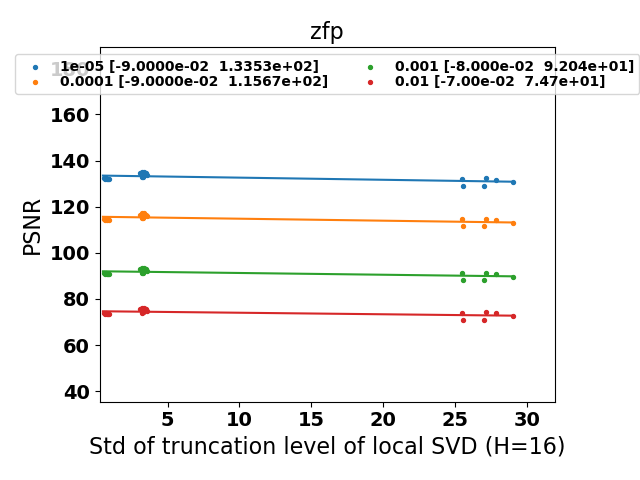 zfp
1e-05 [-9.0000e-02 1.3353e+02]
0.0001 [-9.0000e-02 1.1567e+02]
0.001 [-8.000e-02 9.204e+01]
0.01 [-7.00e-02 7.47e+01]
180
160
140
120
100
80
60
40
PSNR
5 10 15 20 25 30
Std of truncation level of local SVD (H=16)